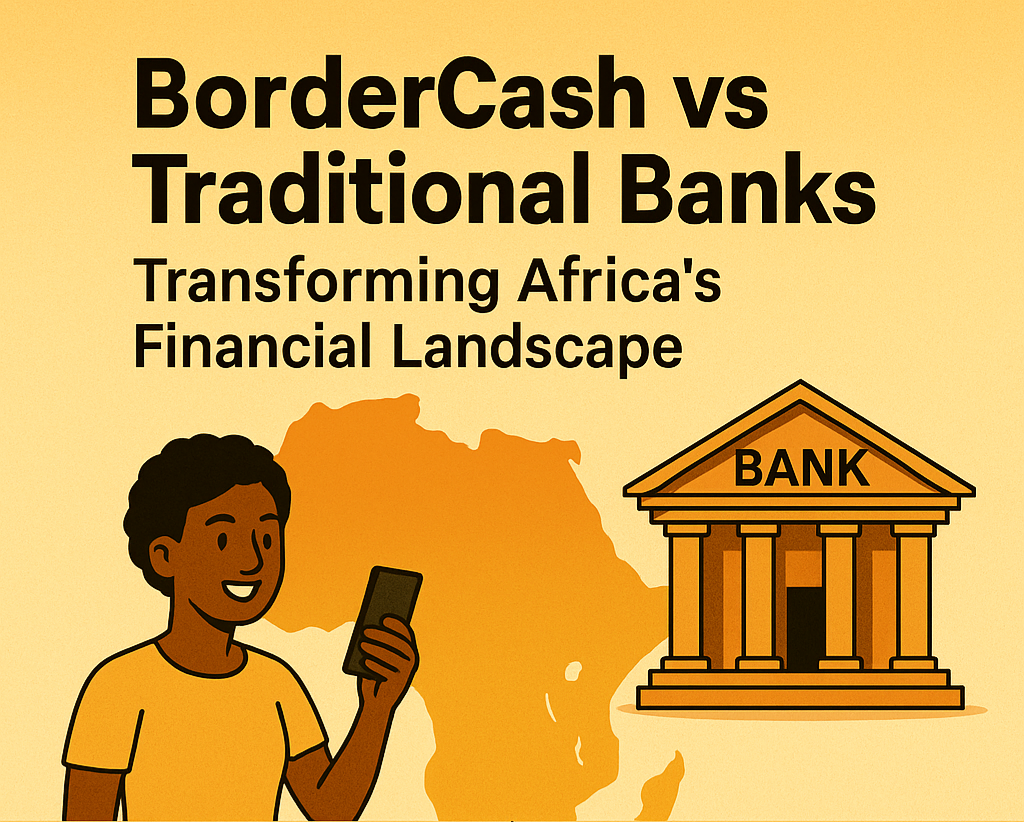 BorderCash vs
Traditional Banks
Transforming Africa's
Financial Landscape
BANK